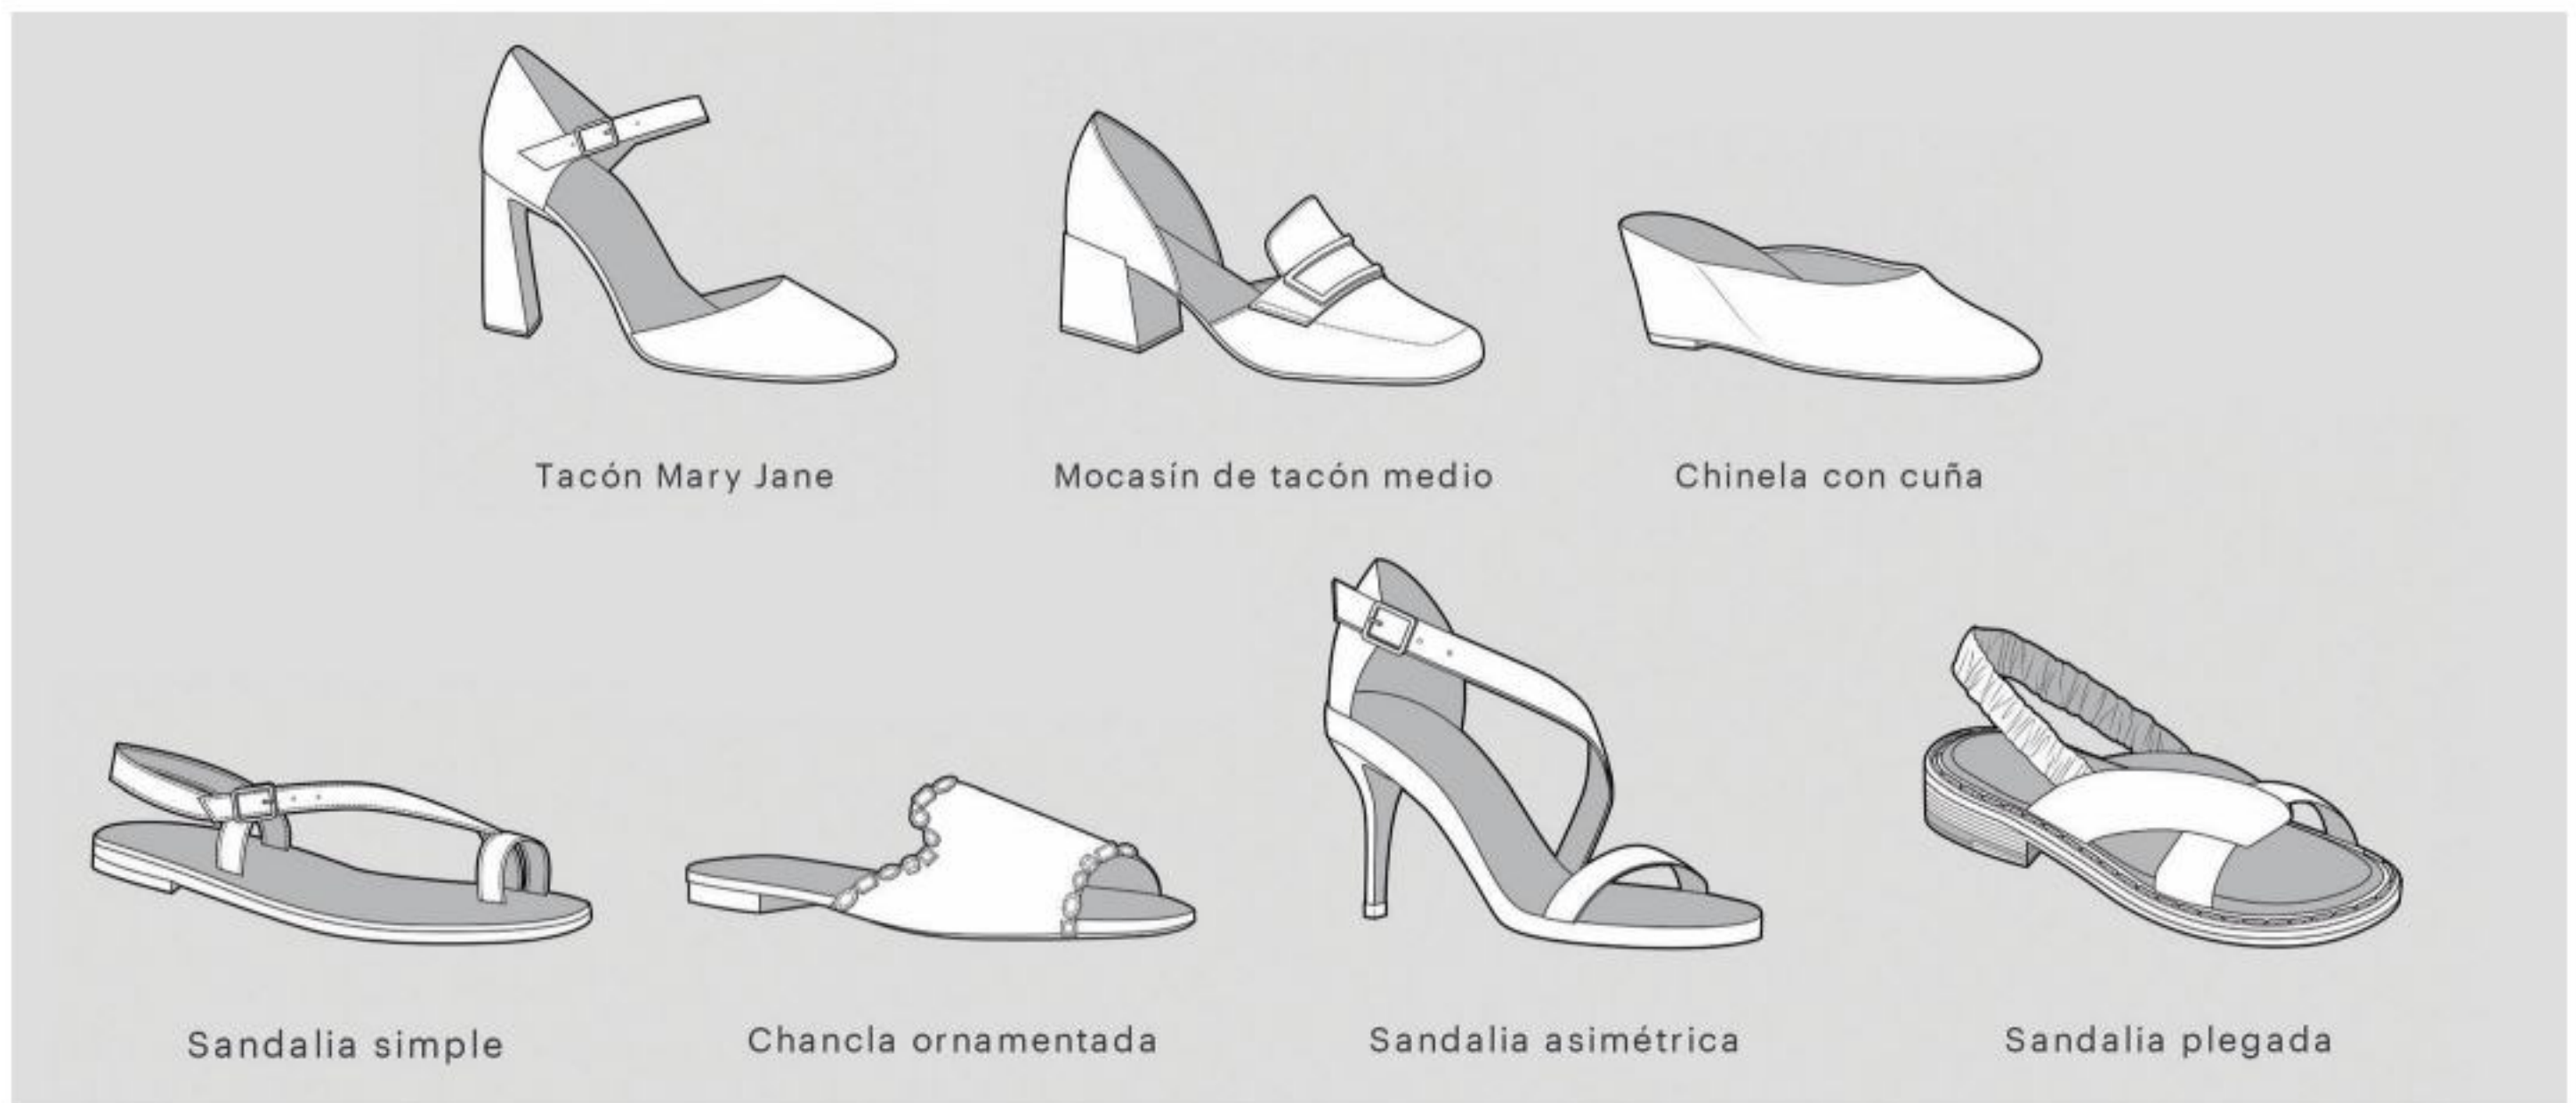 Tacón Mary Jane
Mocasín de tacón medio
Chinela con cuña
Sandalia simple
Chancla ornamentada
Sandalia asimétrica
Sandalia plegada